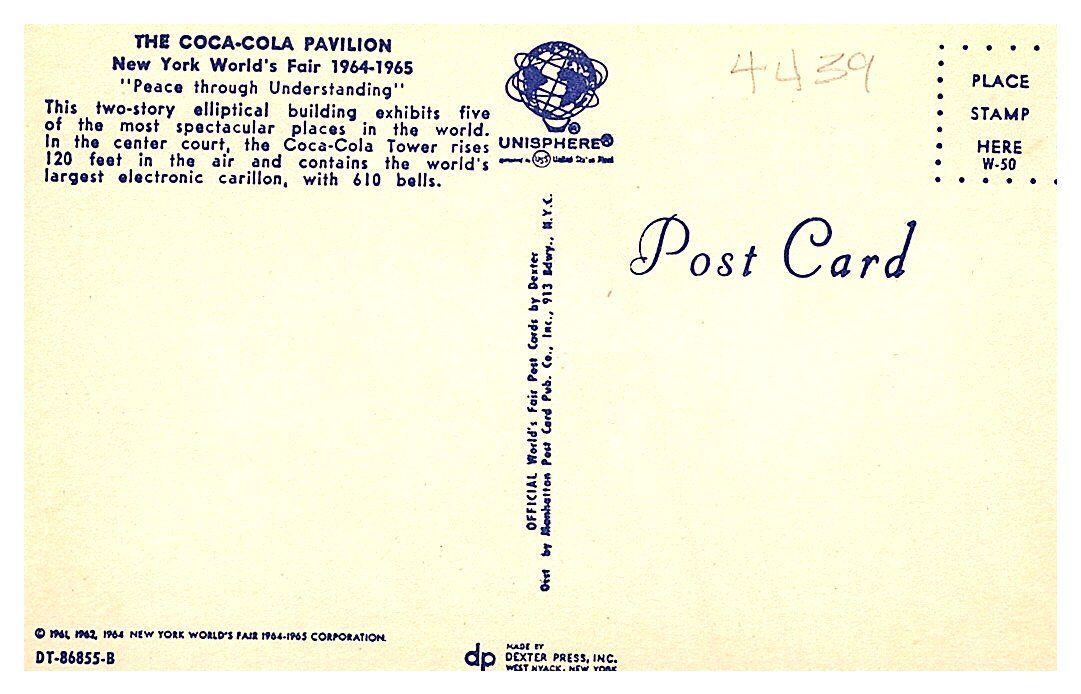 THE COCA-COLA PAVILION
New York World's Fair 1964-1965
"Peace through Understanding"
This two-story elliptical building exhibits five
of the most spectacular places in the world.
In the center court, the Coca-Cola Tower rises
120 feet in the air and contains the world's
largest electronic carillon, with 610 bells.
®
UNISPHERE®
USS United States Steel
4439
PLACE
STAMP
HERE
W-50
Post Card
OFFICIAL World's Fair Post Cards by Dexter
Dist by Manhattan Post Card Pub. Co., Inc., 913 Bdwy., N.Y.C.
© 1961, 1962, 1964 NEW YORK WORLD'S FAIR 1964-1965 CORPORATION.
DT-86855-B
dp
MADE BY
DEXTER PRESS, INC.
WEST NYACK, NEW YORK